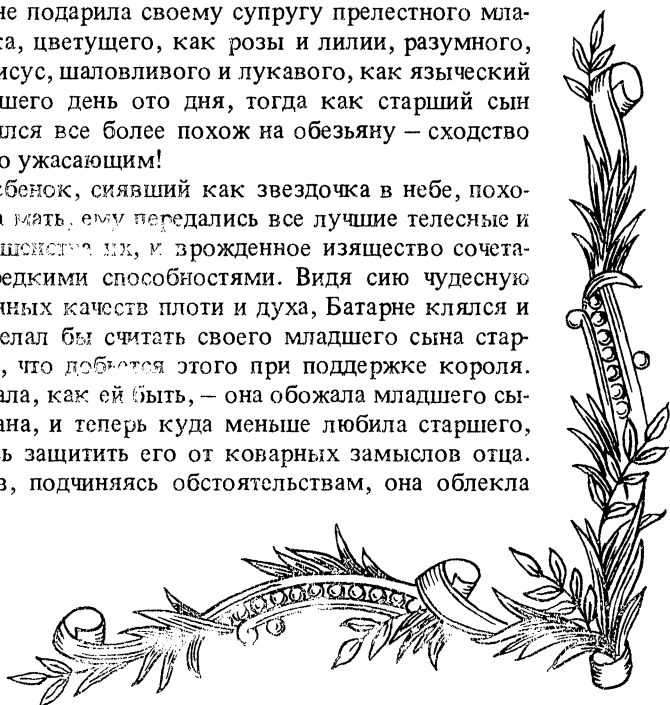 не подарила своему супругу прелестного мла-
ка, цветущего, как розы и лилии, разумного,
исус, шаловливого и лукавого, как языческий
шего день ото дня, тогда как старший сын
лся все более похож на обезьяну – сходство
о ужасающим!
бенок, сиявший как звездочка в небе, похо-
мать, ему передались все лучшие телесные и
их, и врожденное изящество сочета-
редкими способностями. Видя сию чудесную
нных качеств плоти и духа, Батарне клялся и
елал бы считать своего младшего сына стар-
, что добьется этого при поддержке короля.
ала, как ей быть, – она обожала младшего сы-
ана, и теперь куда меньше любила старшего,
ь защитить его от коварных замыслов отца.
в, подчиняясь обстоятельствам, она облекла